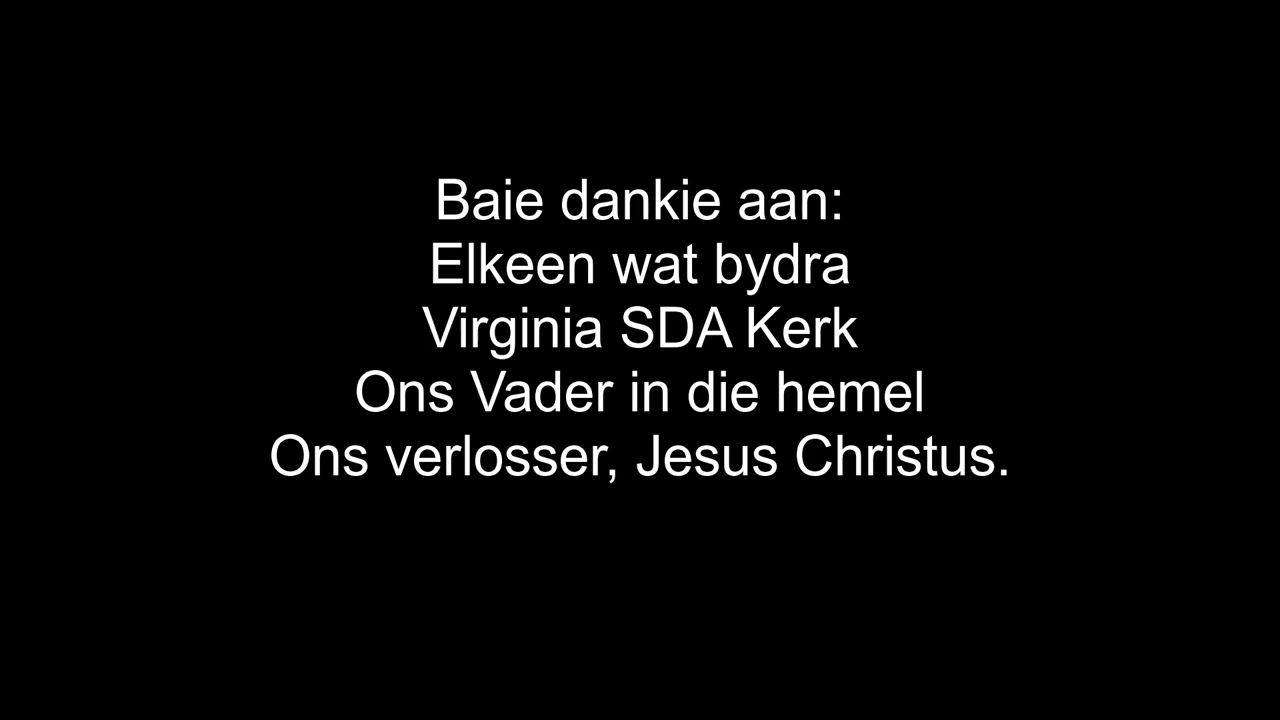 Baie dankie aan:
Elkeen wat bydra
Virginia SDA Kerk
Ons Vader in die hemel
Ons verlosser, Jesus Christus.